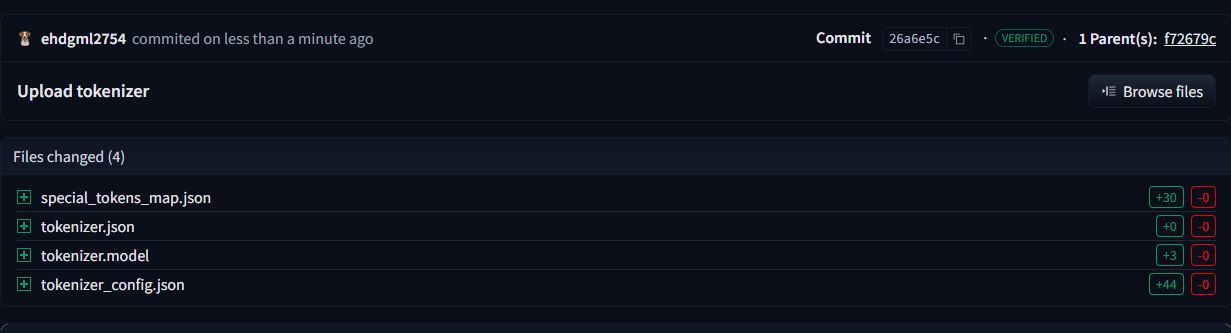 ehdgml2754 commited on less than a minute ago Commit 26a6e5c · VERIFIED · 1 Parent(s): f72679c
Upload tokenizer Browse files
Files changed (4)
special_tokens_map.json +30 -0
tokenizer.json +0 -0
tokenizer.model +3 -0
tokenizer_config.json +44 -0